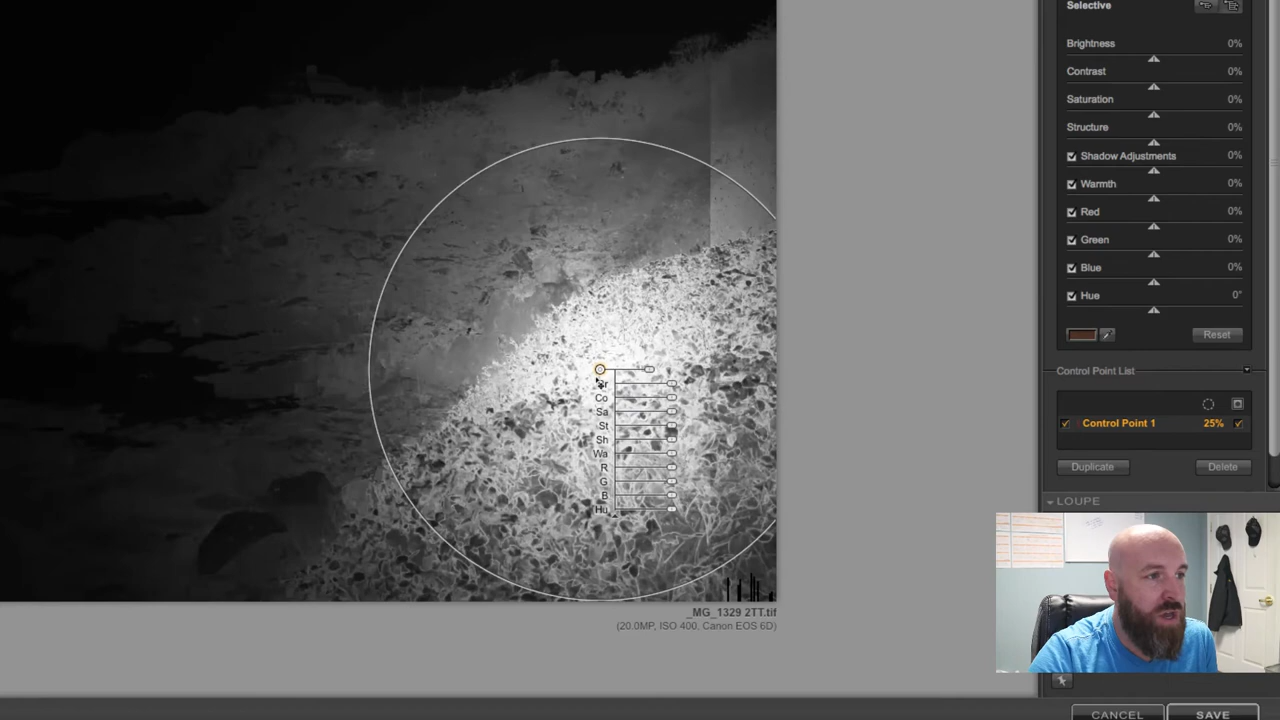 Selective
Brightness 0%
Contrast 0%
Saturation 0%
Structure 0%
Shadow Adjustments 0%
Warmth 0%
Red 0%
Green 0%
Blue 0%
Hue 0°
Reset
Control Point List
Control Point 1 25%
Duplicate Delete
LOUPE
Br
Co
Sa
St
Sh
Wa
R
G
B
Hu
_MG_1329 2TT.tif
(20.0MP, ISO 400, Canon EOS 6D)
CANCEL SAVE